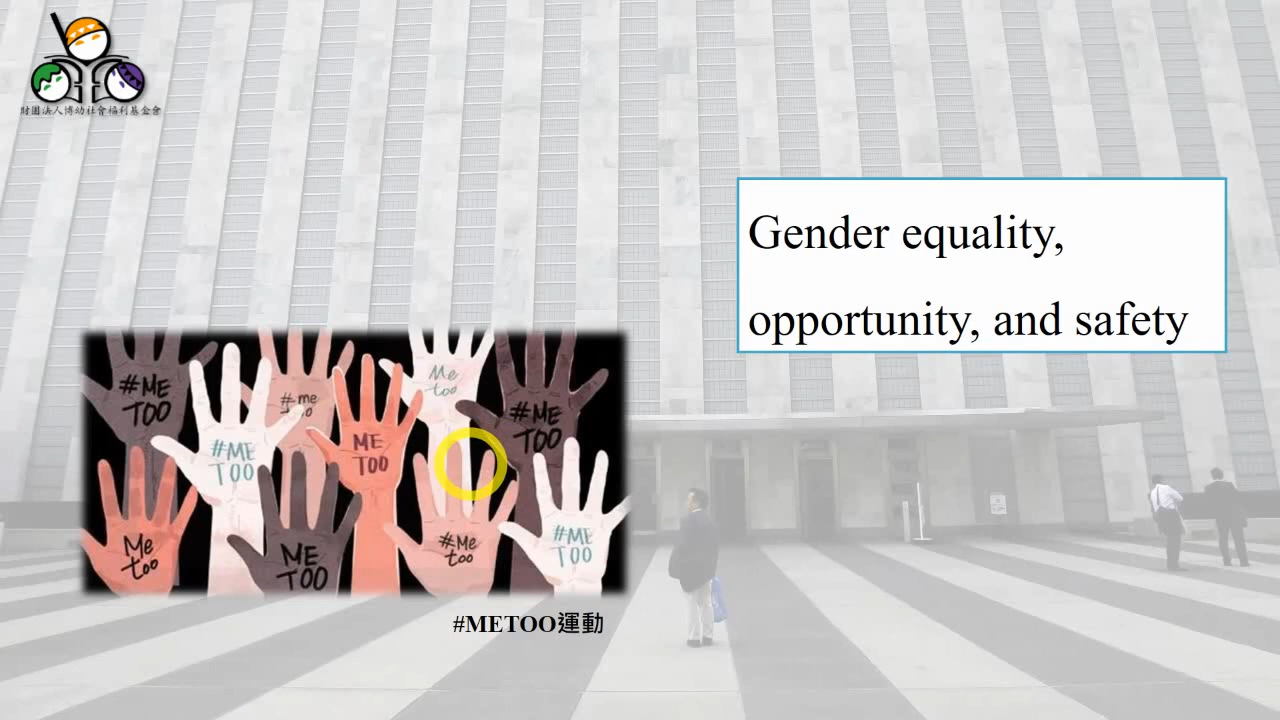 財團法人博幼社會福利基金會
Gender equality,
opportunity, and safety
#ME
TOO
#me
too
Me
too
#ME
TOO
#ME
TOO
ME
TOO
Me
too
ME
TOO
#Me
too
#ME
TOO
#METOO運動